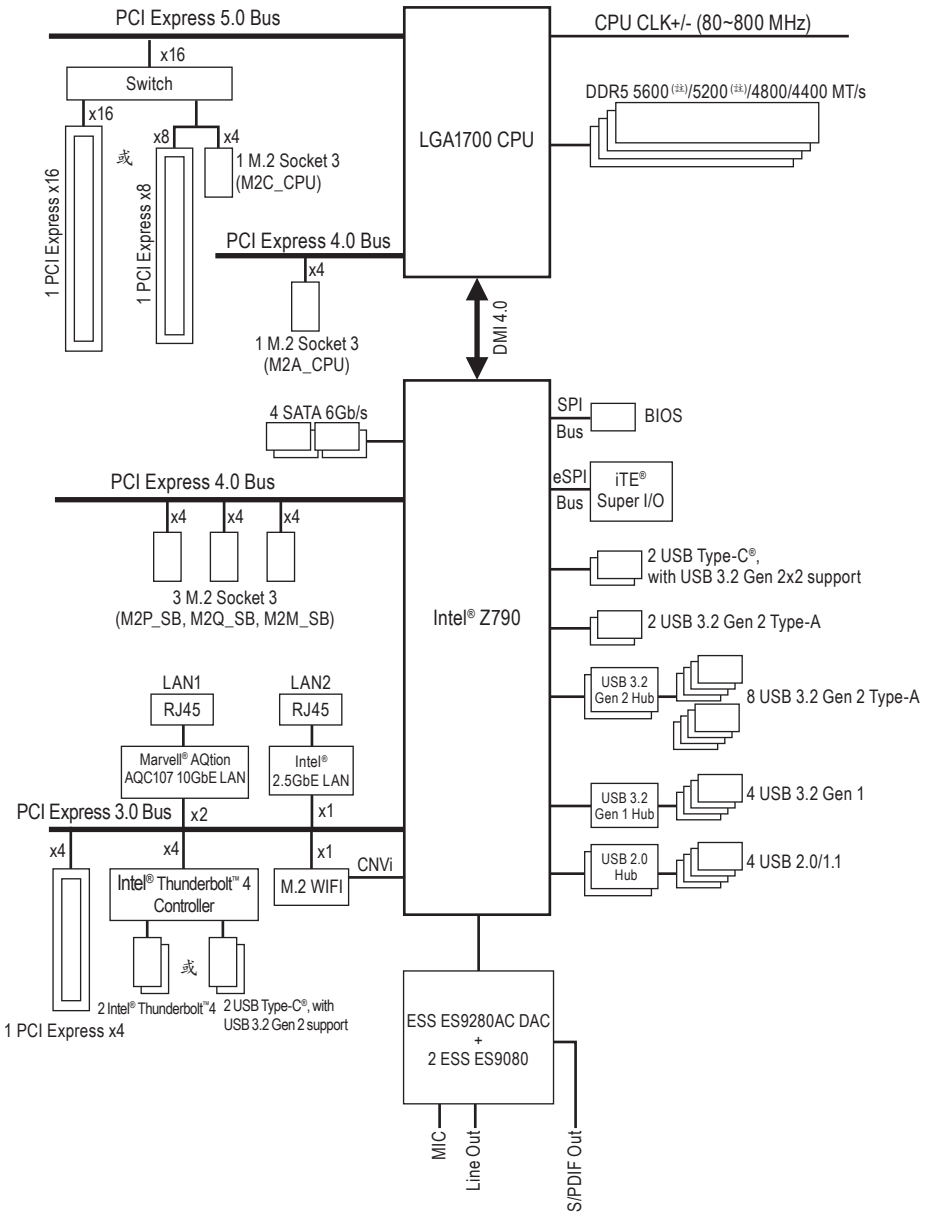 PCI Express 5.0 Bus
CPU CLK+/- (80~800 MHz)
x16
Switch
DDR5 5600 (註)/5200 (註)/4800/4400 MT/s
LGA1700 CPU
x16
或
x8
x4
1 M.2 Socket 3
(M2C_CPU)
1 PCI Express x16
1 PCI Express x8
PCI Express 4.0 Bus
x4
1 M.2 Socket 3
(M2A_CPU)
DMI 4.0
4 SATA 6Gb/s
SPI
Bus
BIOS
PCI Express 4.0 Bus
eSPI
Bus
iTE®
Super I/O
x4
x4
x4
3 M.2 Socket 3
(M2P_SB, M2Q_SB, M2M_SB)
Intel® Z790
2 USB Type-C®,
with USB 3.2 Gen 2x2 support
2 USB 3.2 Gen 2 Type-A
USB 3.2
Gen 2 Hub
8 USB 3.2 Gen 2 Type-A
LAN1
RJ45
LAN2
RJ45
Marvell® AQtion
AQC107 10GbE LAN
Intel®
2.5GbE LAN
PCI Express 3.0 Bus
x2
x1
USB 3.2
Gen 1 Hub
4 USB 3.2 Gen 1
x4
x4
x1
CNVi
USB 2.0
Hub
4 USB 2.0/1.1
Intel® Thunderbolt™ 4
Controller
M.2 WIFI
或
2 Intel® Thunderbolt™4
2 USB Type-C®, with
USB 3.2 Gen 2 support
1 PCI Express x4
ESS ES9280AC DAC
+
2 ESS ES9080
MIC
Line Out
S/PDIF Out